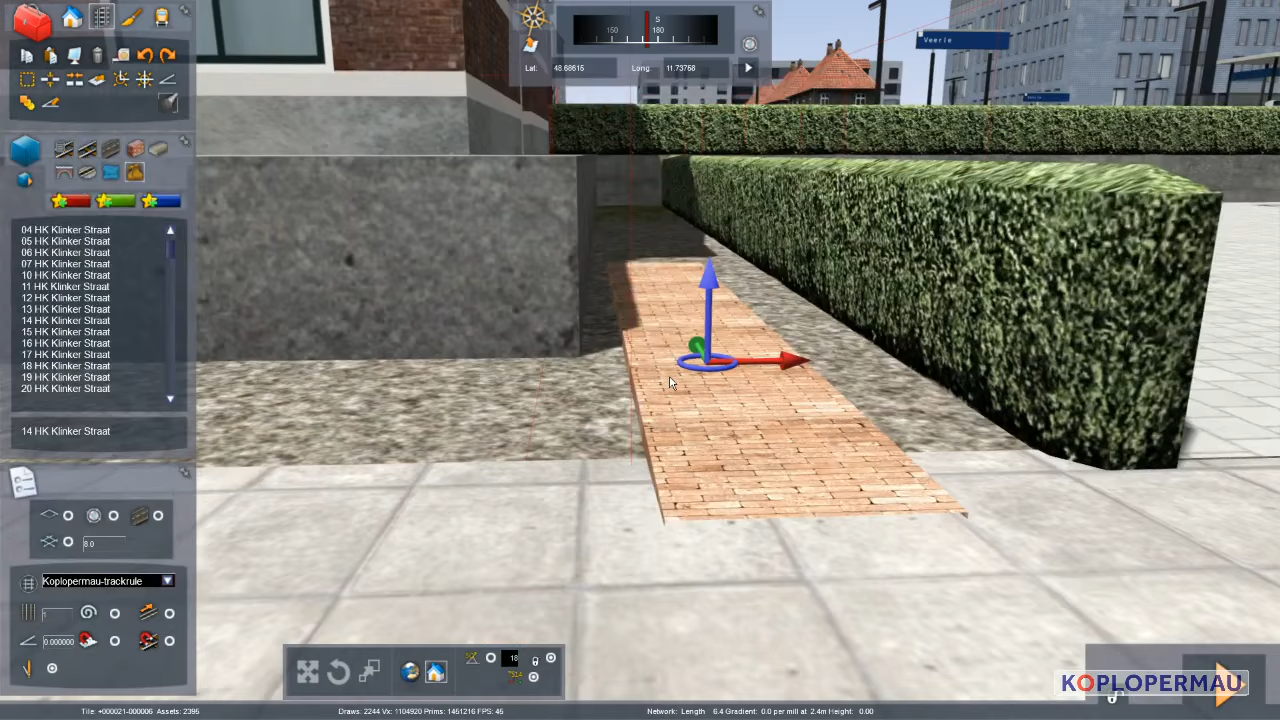 S
150 180
Lat: 48.68615 Long: 11.73758
Veerle
04 HK Klinker Straat
05 HK Klinker Straat
06 HK Klinker Straat
07 HK Klinker Straat
10 HK Klinker Straat
11 HK Klinker Straat
12 HK Klinker Straat
13 HK Klinker Straat
14 HK Klinker Straat
15 HK Klinker Straat
16 HK Klinker Straat
17 HK Klinker Straat
18 HK Klinker Straat
19 HK Klinker Straat
20 HK Klinker Straat
14 HK Klinker Straat
8.0
Koplopermau-trackrule
1
0.000000
18
KOPLOPERMAU
Tile: +000021-000006 Assets: 2395
Draws: 2244 Vx: 1104920 Prims: 1451216 FPS: 45
Network: Length 6.4 Gradient: 0.0 per mill at 2.4m Height: 0.00